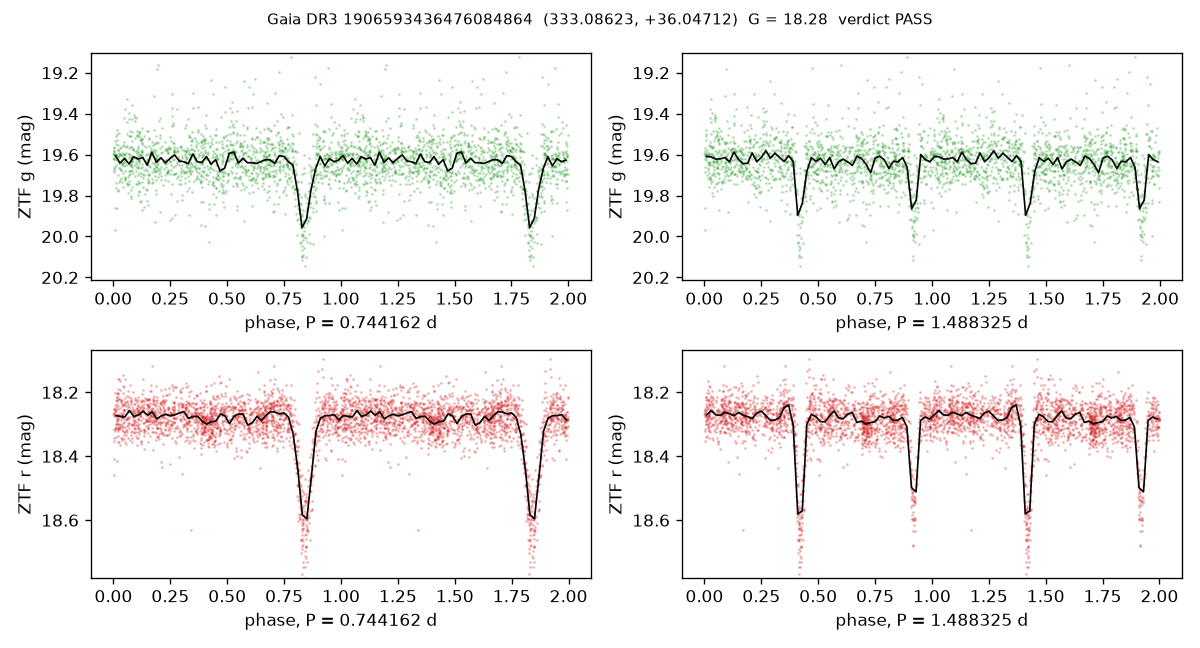 Gaia DR3 1906593436476084864  (333.08623, +36.04712)  G = 18.28  verdict PASS
ZTF g (mag)
19.2
19.4
19.6
19.8
20.0
20.2
0.00 0.25 0.50 0.75 1.00 1.25 1.50 1.75 2.00
phase, P = 0.744162 d
ZTF g (mag)
19.2
19.4
19.6
19.8
20.0
20.2
0.00 0.25 0.50 0.75 1.00 1.25 1.50 1.75 2.00
phase, P = 1.488325 d
ZTF r (mag)
18.2
18.4
18.6
0.00 0.25 0.50 0.75 1.00 1.25 1.50 1.75 2.00
phase, P = 0.744162 d
ZTF r (mag)
18.2
18.4
18.6
0.00 0.25 0.50 0.75 1.00 1.25 1.50 1.75 2.00
phase, P = 1.488325 d